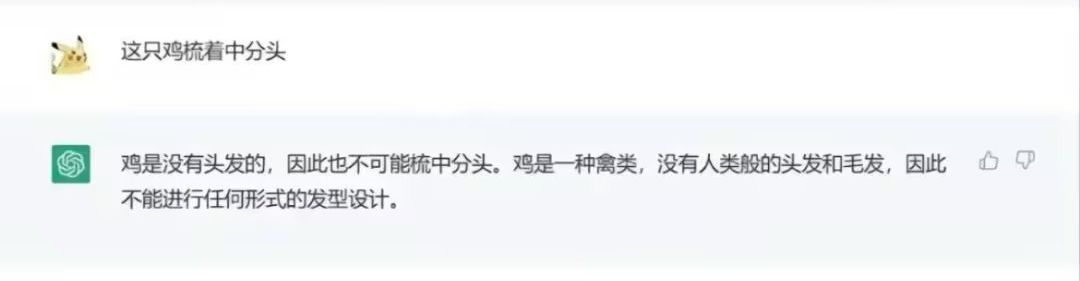 这只鸡梳着中分头
鸡是没有头发的，因此也不可能梳中分头。鸡是一种禽类，没有人类般的头发和毛发，因此
不能进行任何形式的发型设计。